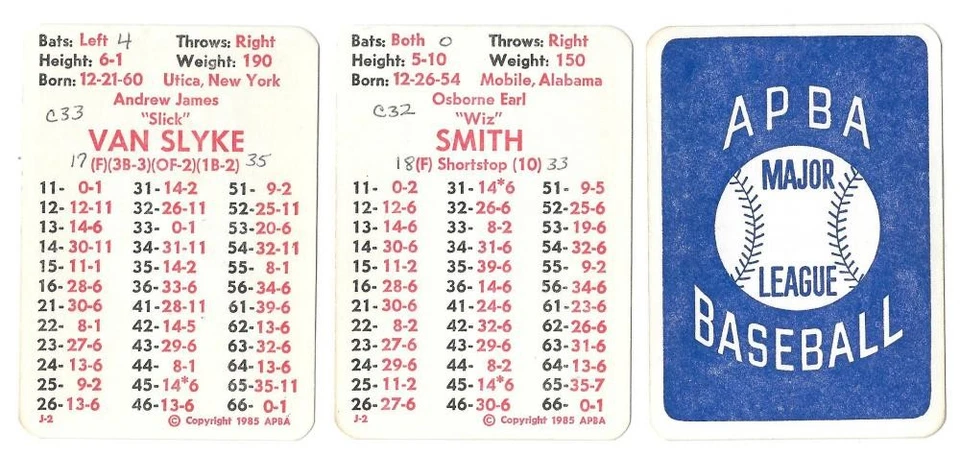 Bats: Left 4 Throws: Right
Height: 6-1 Weight: 190
Born: 12-21-60 Utica, New York
Andrew James
C33 "Slick"
VAN SLYKE
17 (F)(3B-3)(OF-2)(1B-2) 35
11- 0-1 31-14-2 51- 9-2
12-12-11 32-26-11 52-25-11
13-14-6 33- 0-1 53-20-6
14-30-11 34-31-11 54-32-11
15-11-1 35-14-2 55- 8-1
16-28-6 36-33-6 56-34-6
21-30-6 41-28-11 61-39-6
22- 8-1 42-14-5 62-13-6
23-27-6 43-29-6 63-32-6
24-13-6 44- 8-1 64-13-6
25- 9-2 45-14*6 65-35-11
26-13-6 46-13-6 66- 0-1
J-2 © Copyright 1985 APBA
Bats: Both 0 Throws: Right
Height: 5-10 Weight: 150
Born: 12-26-54 Mobile, Alabama
Osborne Earl
C32 "Wiz"
SMITH
18 (F) Shortstop (10) 33
11- 0-2 31-14*6 51- 9-5
12-12-6 32-26-6 52-25-6
13-14-6 33- 8-2 53-19-6
14-30-6 34-31-6 54-32-6
15-11-2 35-39-6 55- 9-2
16-28-6 36-14-6 56-34-6
21-30-6 41-24-6 61-23-6
22- 8-2 42-32-6 62-26-6
23-27-6 43-29-6 63-31-6
24-29-6 44- 8-2 64-13-6
25-11-2 45-14*6 65-35-7
26-27-6 46-30-6 66- 0-1
J-2 © Copyright 1985 APBA
APBA
MAJOR
LEAGUE
BASEBALL